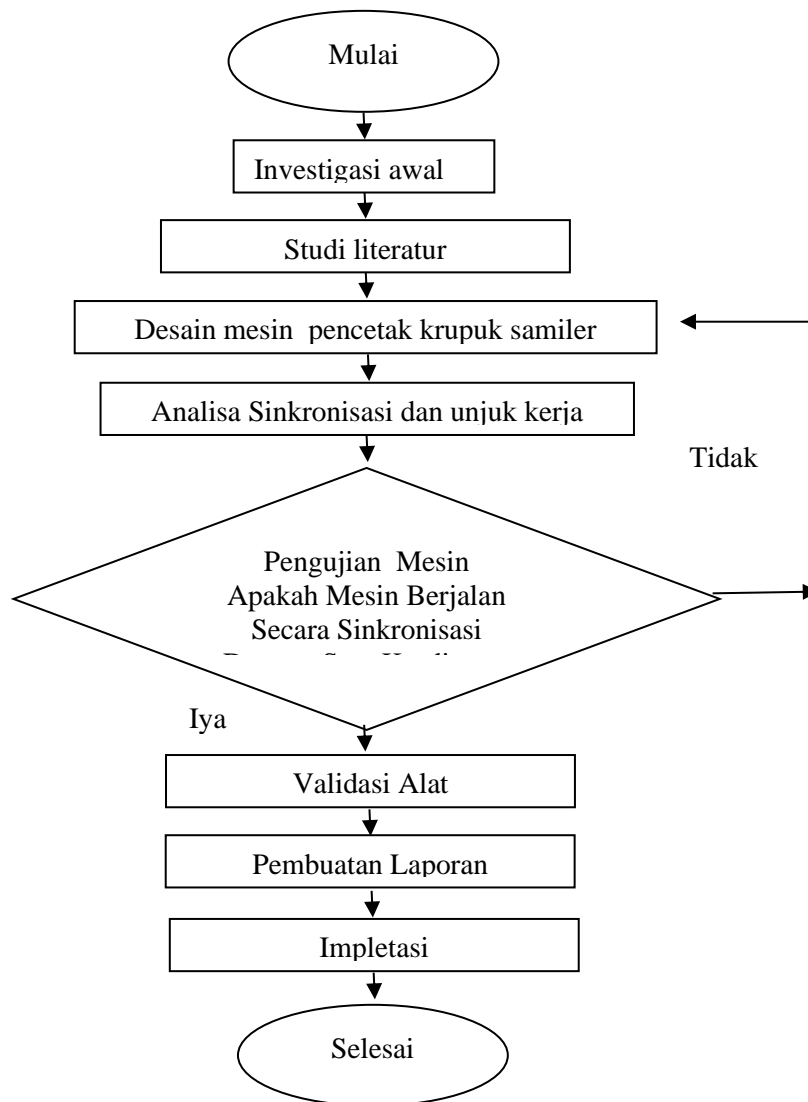 Mulai
Investigasi awal
Studi literatur
Desain mesin pencetak krupuk samiler
Analisa Sinkronisasi dan unjuk kerja
Tidak
Pengujian Mesin
Apakah Mesin Berjalan
Secara Sinkronisasi
Iya
Validasi Alat
Pembuatan Laporan
Impletasi
Selesai